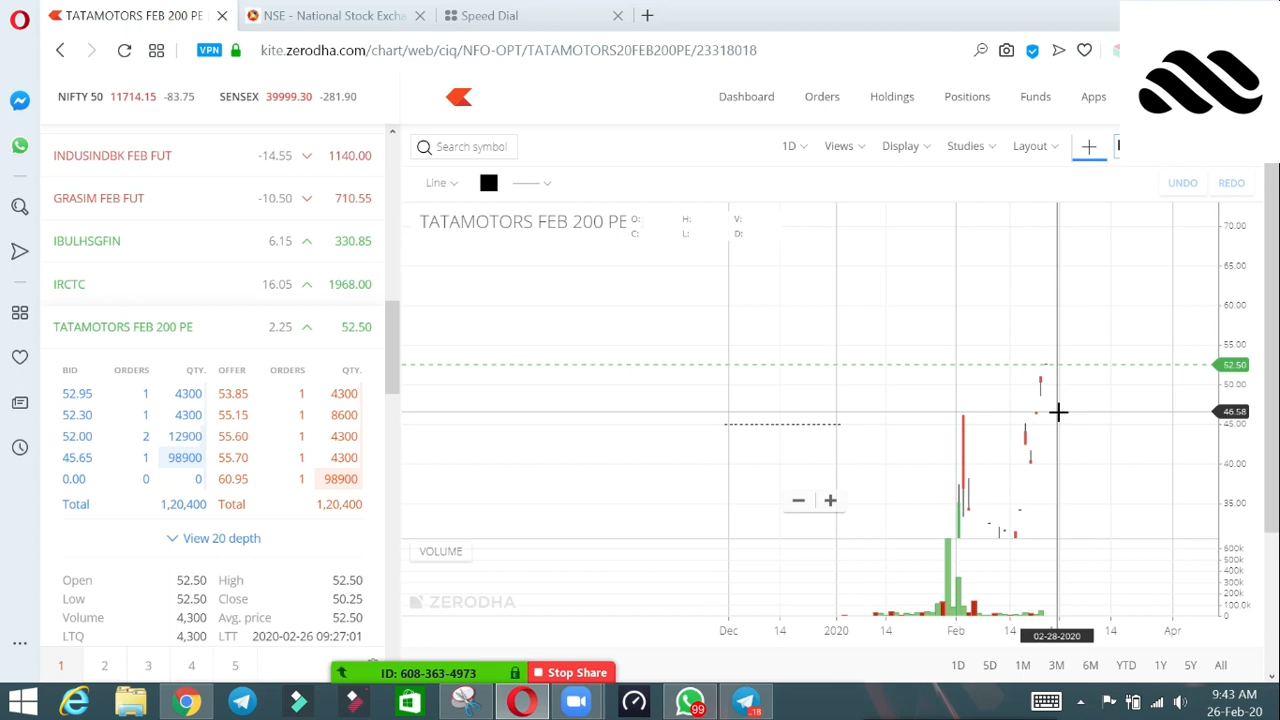 TATAMOTORS FEB 200 PE
NSE - National Stock Excha
Speed Dial
VPN
kite.zerodha.com/chart/web/ciq/NFO-OPT/TATAMOTORS20FEB200PE/23318018
NIFTY 50 11714.15 -83.75 SENSEX 39999.30 -281.90
Dashboard Orders Holdings Positions Funds Apps
INDUSINDBK FEB FUT -14.55 1140.00
GRASIM FEB FUT -10.50 710.55
IBULHSGFIN 6.15 330.85
IRCTC 16.05 1968.00
TATAMOTORS FEB 200 PE 2.25 52.50
BID ORDERS QTY. OFFER ORDERS QTY.
52.95 1 4300 53.85 1 4300
52.30 1 4300 55.15 1 8600
52.00 2 12900 55.60 1 4300
45.65 1 98900 55.70 1 4300
0.00 0 0 60.95 1 98900
Total 1,20,400 Total 1,20,400
View 20 depth
Open 52.50 High 52.50
Low 52.50 Close 50.25
Volume 4,300 Avg. price 52.50
LTQ 4,300 LTT 2020-02-26 09:27:01
1 2 3 4 5
Search symbol
1D Views Display Studies Layout
Line
UNDO REDO
TATAMOTORS FEB 200 PE
O: H: V:
C: L: D:
70.00
65.00
60.00
55.00
52.50
50.00
46.58
45.00
40.00
35.00
VOLUME
600k
400k
300k
200k
100.0k
0
ZERODHA
Dec 14 2020 14 Feb 14 02-28-2020 14 Apr
1D 5D 1M 3M 6M YTD 1Y 5Y All
ID: 608-363-4973
Stop Share
99
18
9:43 AM
26-Feb-20